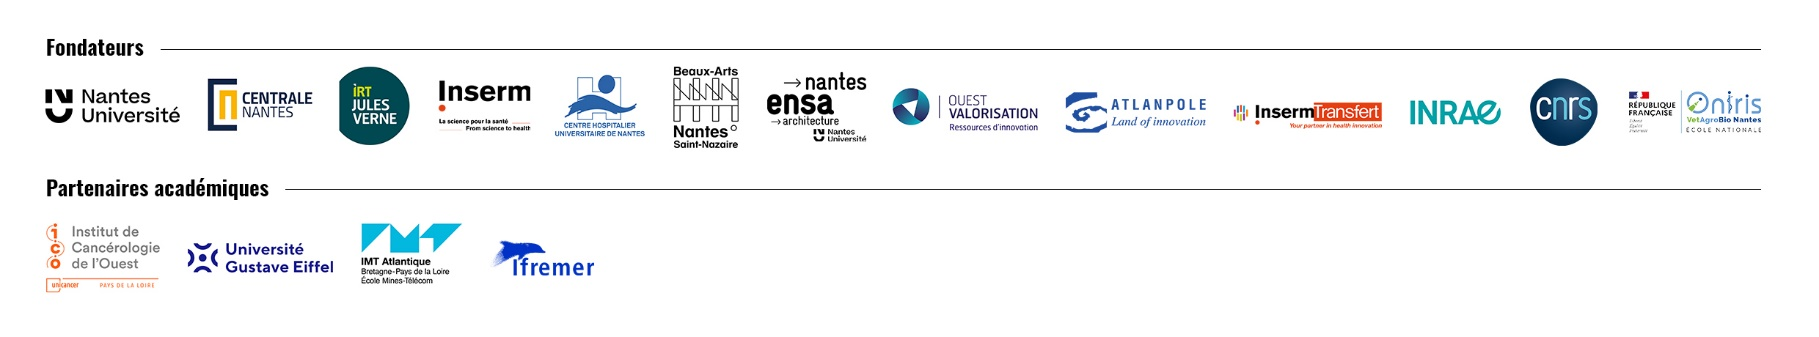 Fondateurs
Nantes
Université
CENTRALE
NANTES
iRT
JULES
VERNE
Inserm
La science pour la santé
From science to health
CENTRE HOSPITALIER
UNIVERSITAIRE DE NANTES
Beaux-Arts
Nantes
Saint-Nazaire
→nantes
ensa
→architecture
Nantes
Université
OUEST
VALORISATION
Ressources d'innovation
ATLANPOLE
Land of innovation
InsermTransfert
Your partner in health innovation
INRAE
cnrs
RÉPUBLIQUE
FRANÇAISE
Oniris
VetAgroBio Nantes
ÉCOLE NATIONALE
Partenaires académiques
ico
Institut de
Cancérologie
de l'Ouest
unicancer PAYS DE LA LOIRE
Université
Gustave Eiffel
IMT
IMT Atlantique
Bretagne-Pays de la Loire
École Mines-Télécom
Ifremer